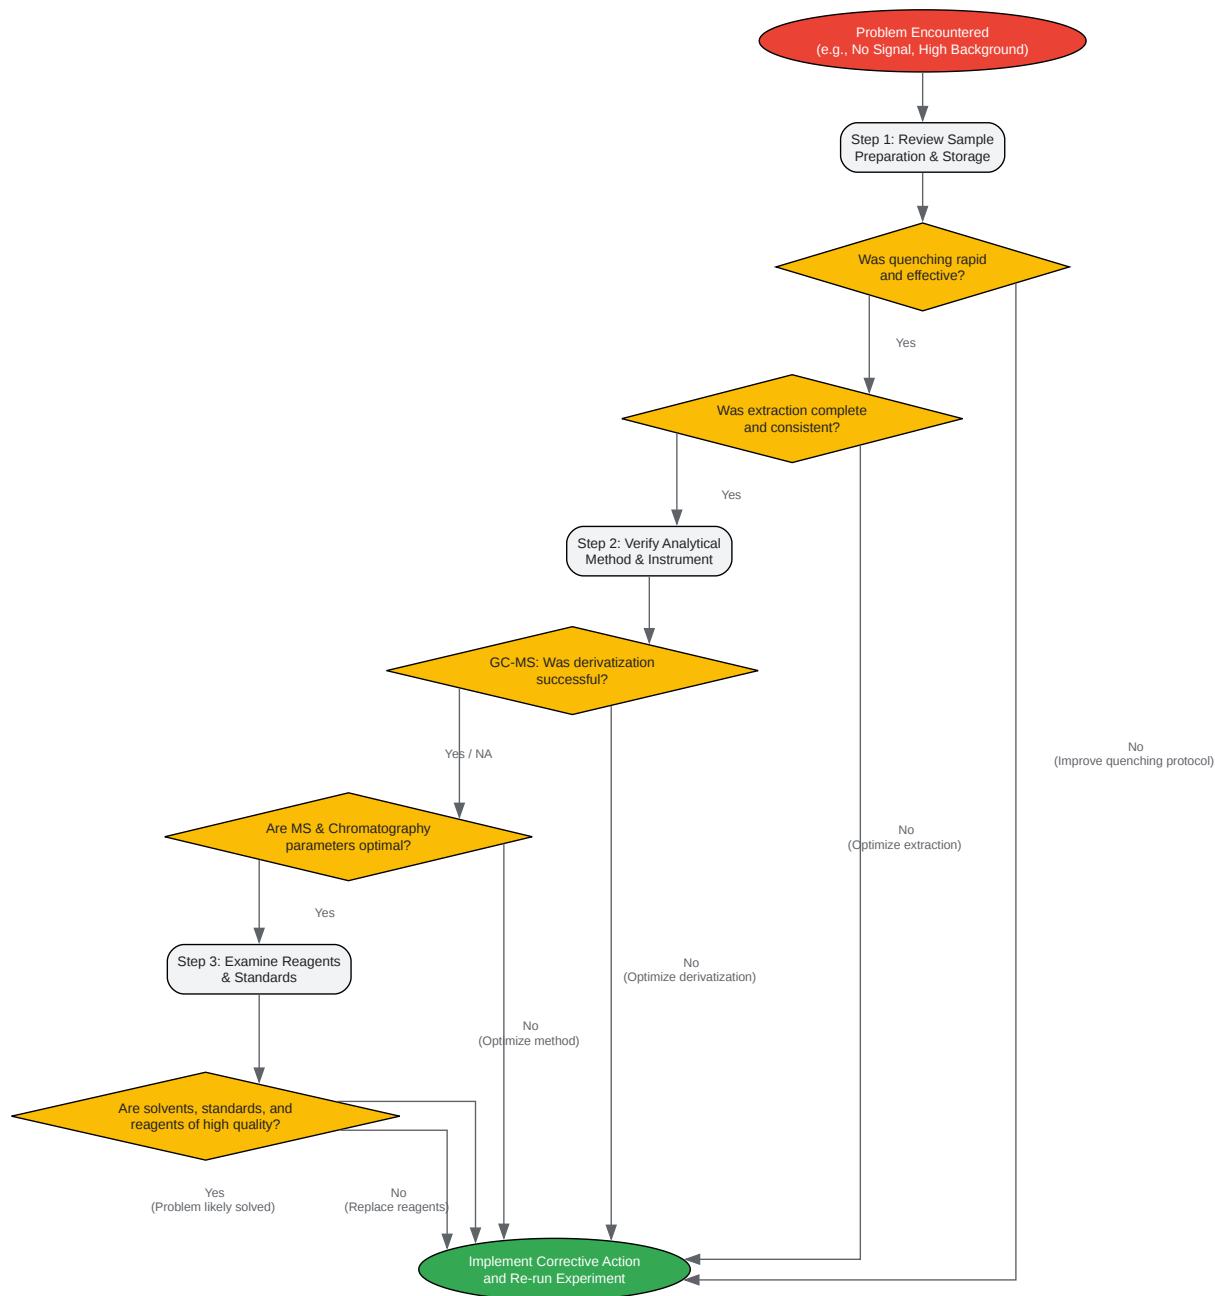 Problem Encountered
(e.g., No Signal, High Background)
Step 1: Review Sample
Preparation & Storage
Was quenching rapid
and effective?
Yes
Was extraction complete
and consistent?
Yes
Step 2: Verify Analytical
Method & Instrument
GC-MS: Was derivatization
successful?
Yes / NA
No
(Improve quenching protocol)
Are MS & Chromatography
parameters optimal?
No
(Optimize extraction)
Yes
Step 3: Examine Reagents
& Standards
No
(Optimize derivatization)
No
(Optimize method)
Are solvents, standards, and
reagents of high quality?
Yes
(Problem likely solved)
No
(Replace reagents)
Implement Corrective Action
and Re-run Experiment